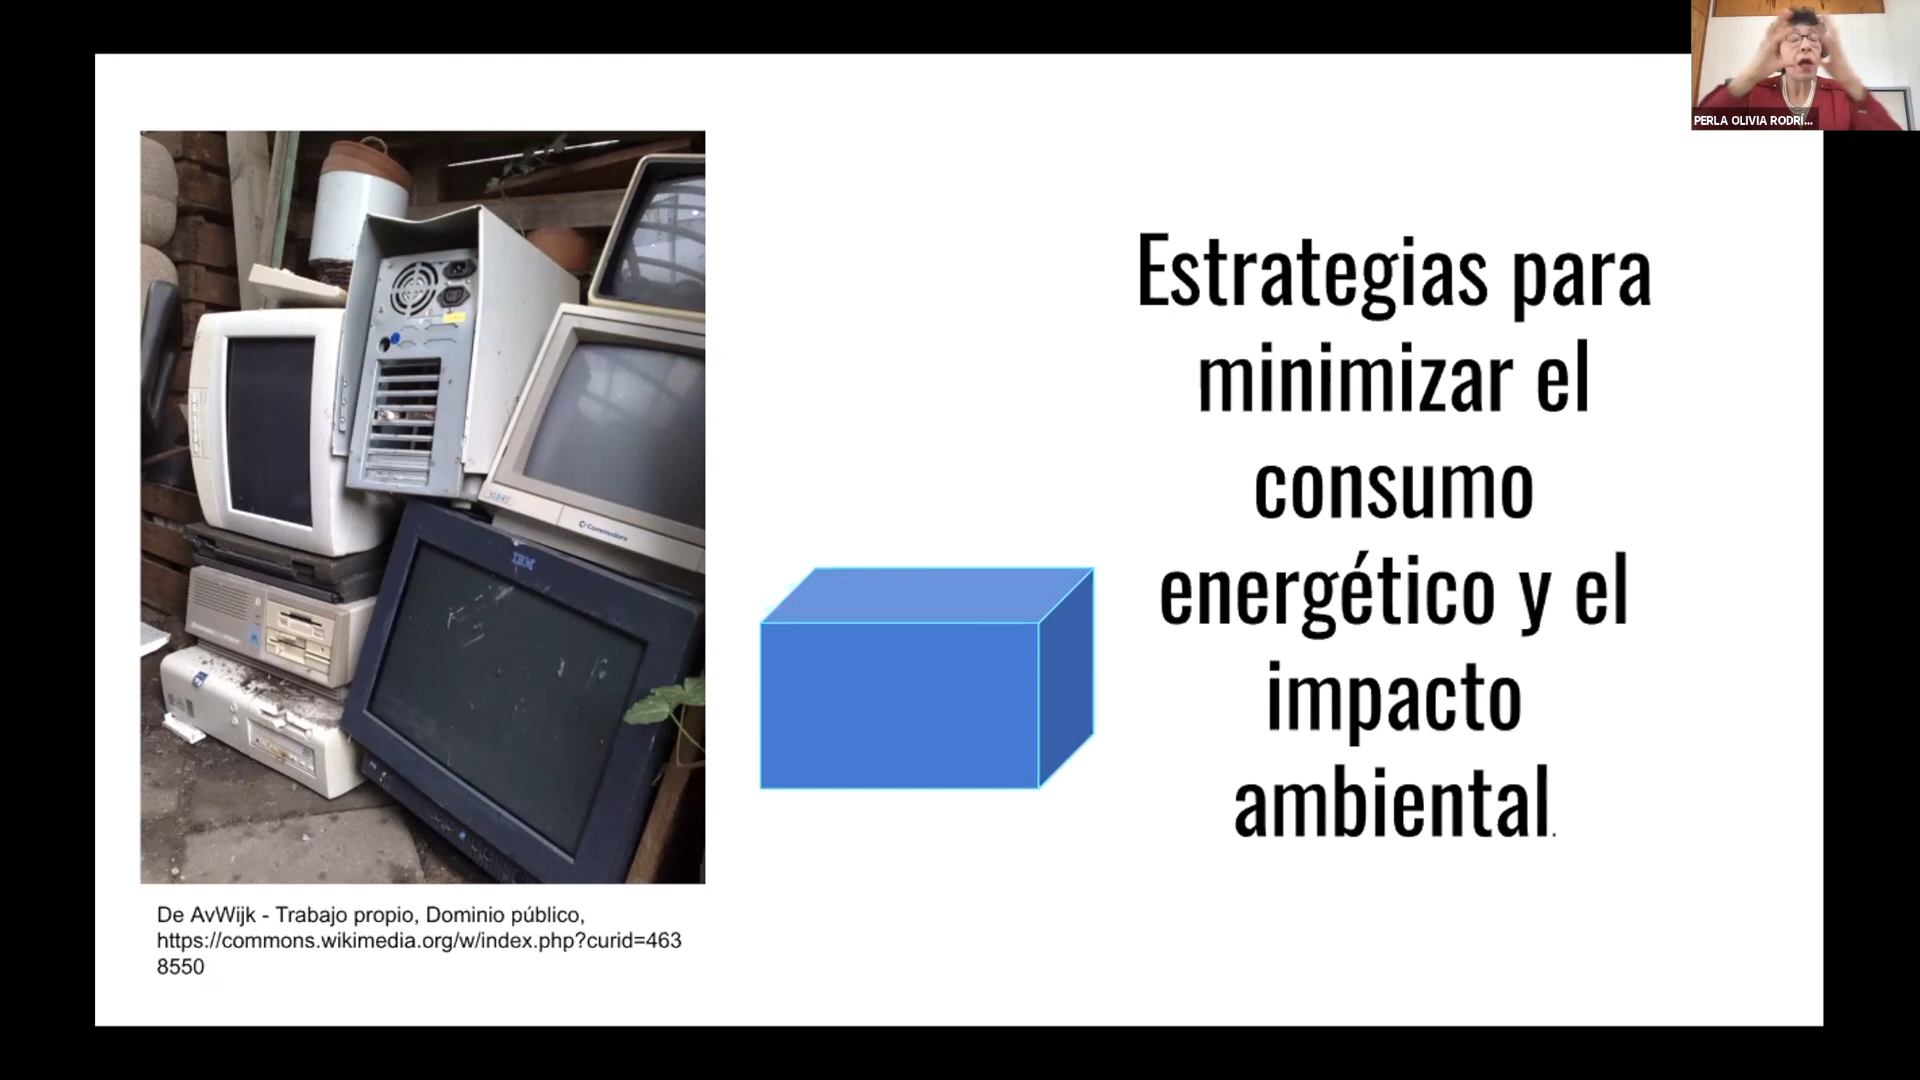 PERLA OLIVIA RODRÍ...
Estrategias para
minimizar el
consumo
energético y el
impacto
ambiental.
Commodore
IBM
De AvWijk - Trabajo propio, Dominio público,
https://commons.wikimedia.org/w/index.php?curid=463
8550